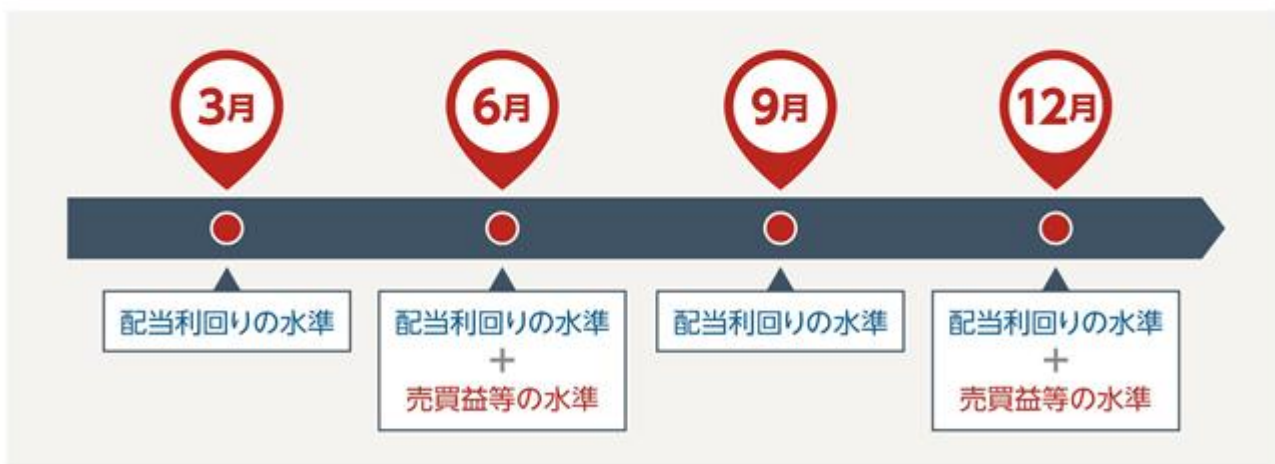 3月
6月
9月
12月
配当利回りの水準
配当利回りの水準
+
売買益等の水準
配当利回りの水準
配当利回りの水準
+
売買益等の水準